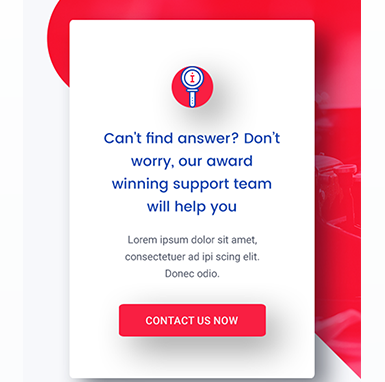 Can't find answer? Don't
worry, our award
winning support team
will help you
Lorem ipsum dolor sit amet,
consectetuer ad ipi scing elit.
Donec odio.
CONTACT US NOW